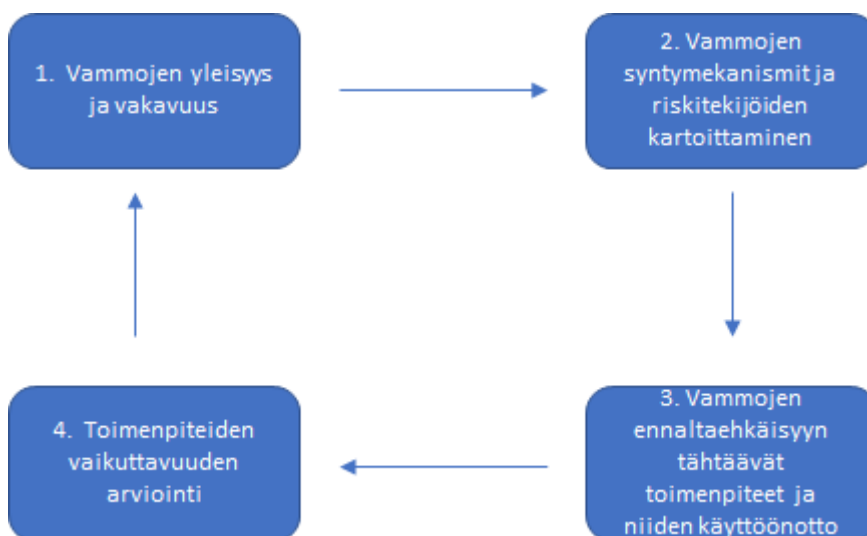 1. Vammojen yleisyys
ja vakavuus
2. Vammojen
syntymekanismit ja
riskitekijöiden
kartoittaminen
4. Toimenpiteiden
vaikuttavuuden
arviointi
3. Vammojen
ennaltaehkäisyyn
tähtäävät
toimenpiteet ja
niiden käyttöönotto